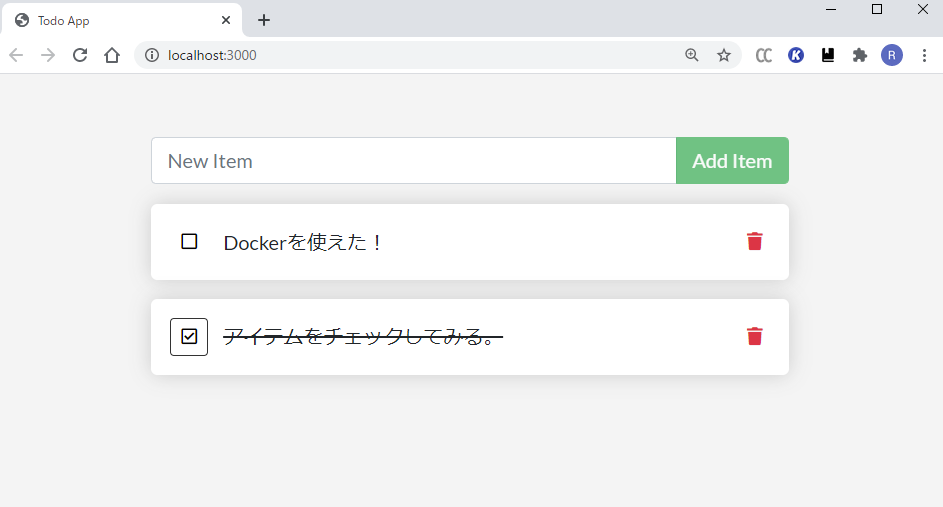 Todo App
localhost:3000
CC
K
R
New Item
Add Item
Dockerを使えた！
アイテムをチェックしてみる。